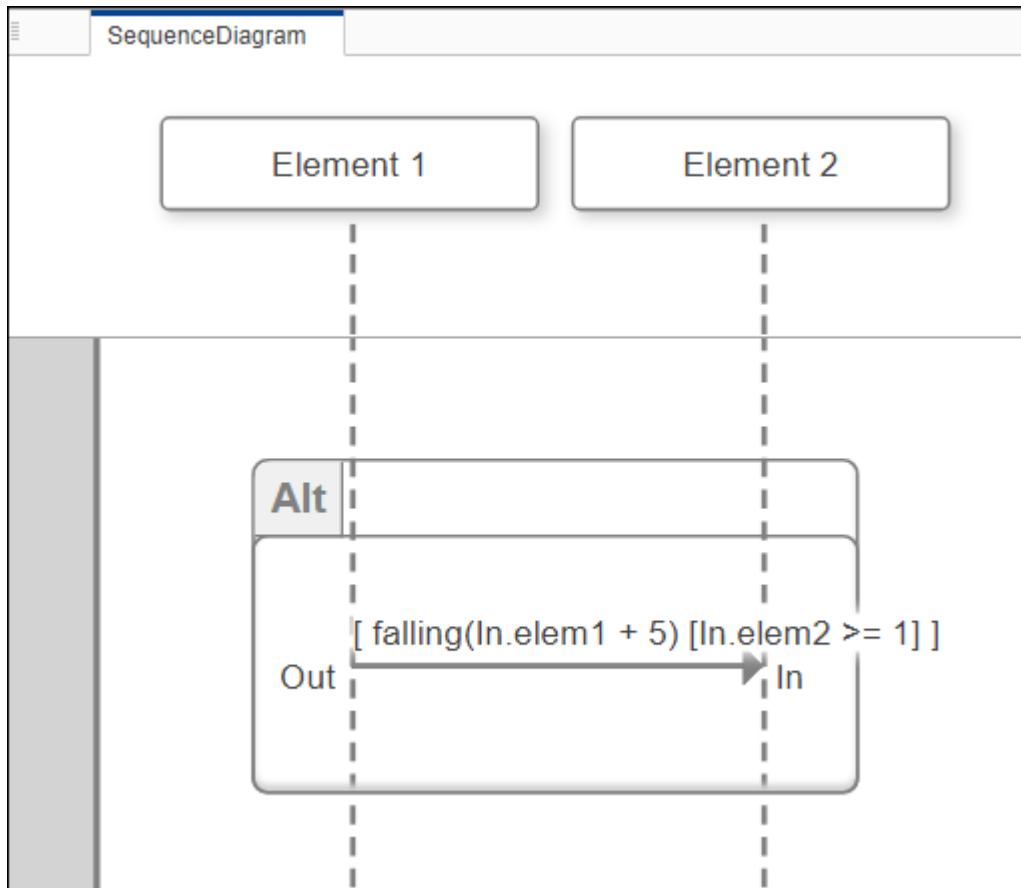 SequenceDiagram
Element 1
Element 2
Alt
[ falling(In.elem1 + 5) [In.elem2 >= 1] ]
Out
In